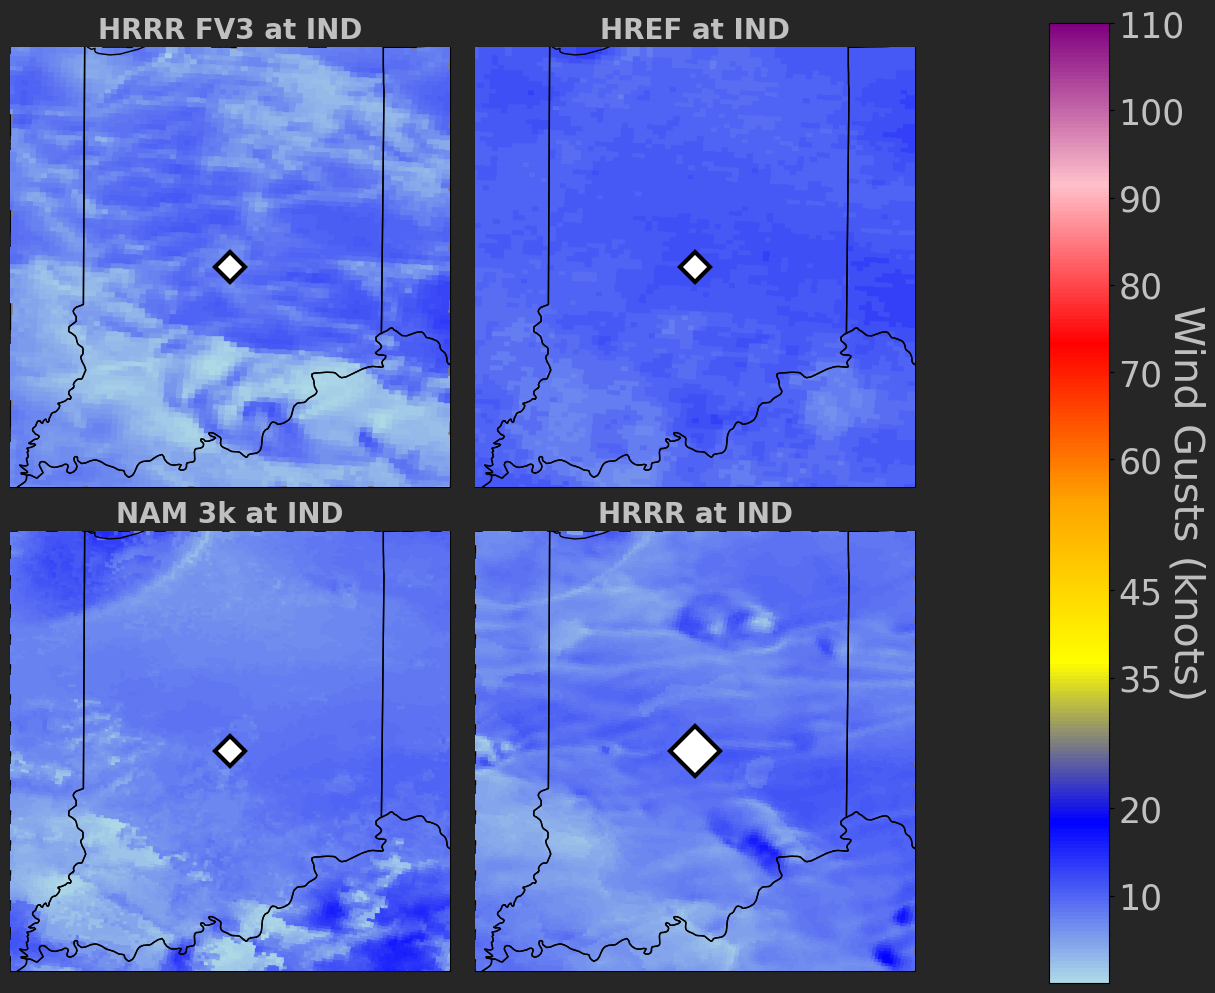 HRRR FV3 at IND
HREF at IND
NAM 3k at IND
HRRR at IND
110
100
90
80
70
60
45
35
20
10
Wind Gusts (knots)